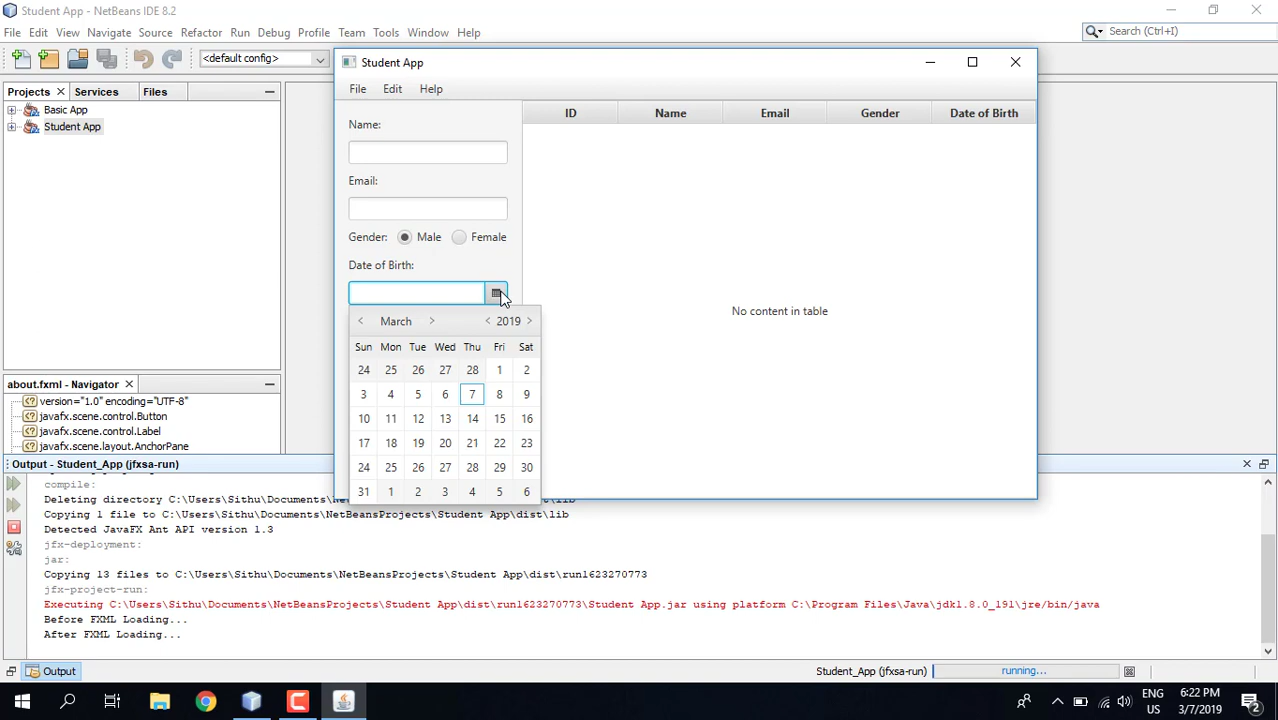 Student App - NetBeans IDE 8.2
File Edit View Navigate Source Refactor Run Debug Profile Team Tools Window Help
Search (Ctrl+I)
<default config>
Projects Services Files
Basic App
Student App
Student App
File Edit Help
Name:
Email:
Gender: Male Female
Date of Birth:
ID Name Email Gender Date of Birth
No content in table
< March > < 2019 >
Sun Mon Tue Wed Thu Fri Sat
24 25 26 27 28 1 2
3 4 5 6 7 8 9
10 11 12 13 14 15 16
17 18 19 20 21 22 23
24 25 26 27 28 29 30
31 1 2 3 4 5 6
about.fxml - Navigator
version="1.0" encoding="UTF-8"
javafx.scene.control.Button
javafx.scene.control.Label
javafx.scene.layout.AnchorPane
Output - Student_App (jfxsa-run)
compile:
Deleting directory C:\Users\Sithu\Documents\NetBeansProjects\Student App\dist\lib
Copying 1 file to C:\Users\Sithu\Documents\NetBeansProjects\Student App\dist\lib
Detected JavaFX Ant API version 1.3
jfx-deployment:
jar:
Copying 13 files to C:\Users\Sithu\Documents\NetBeansProjects\Student App\dist\run1623270773
jfx-project-run:
Executing C:\Users\Sithu\Documents\NetBeansProjects\Student App\dist\run1623270773\Student App.jar using platform C:\Program Files\Java\jdk1.8.0_191\jre/bin/java
Before FXML Loading...
After FXML Loading...
Output
Student_App (jfxsa-run) running...
ENG
US
6:22 PM
3/7/2019
2